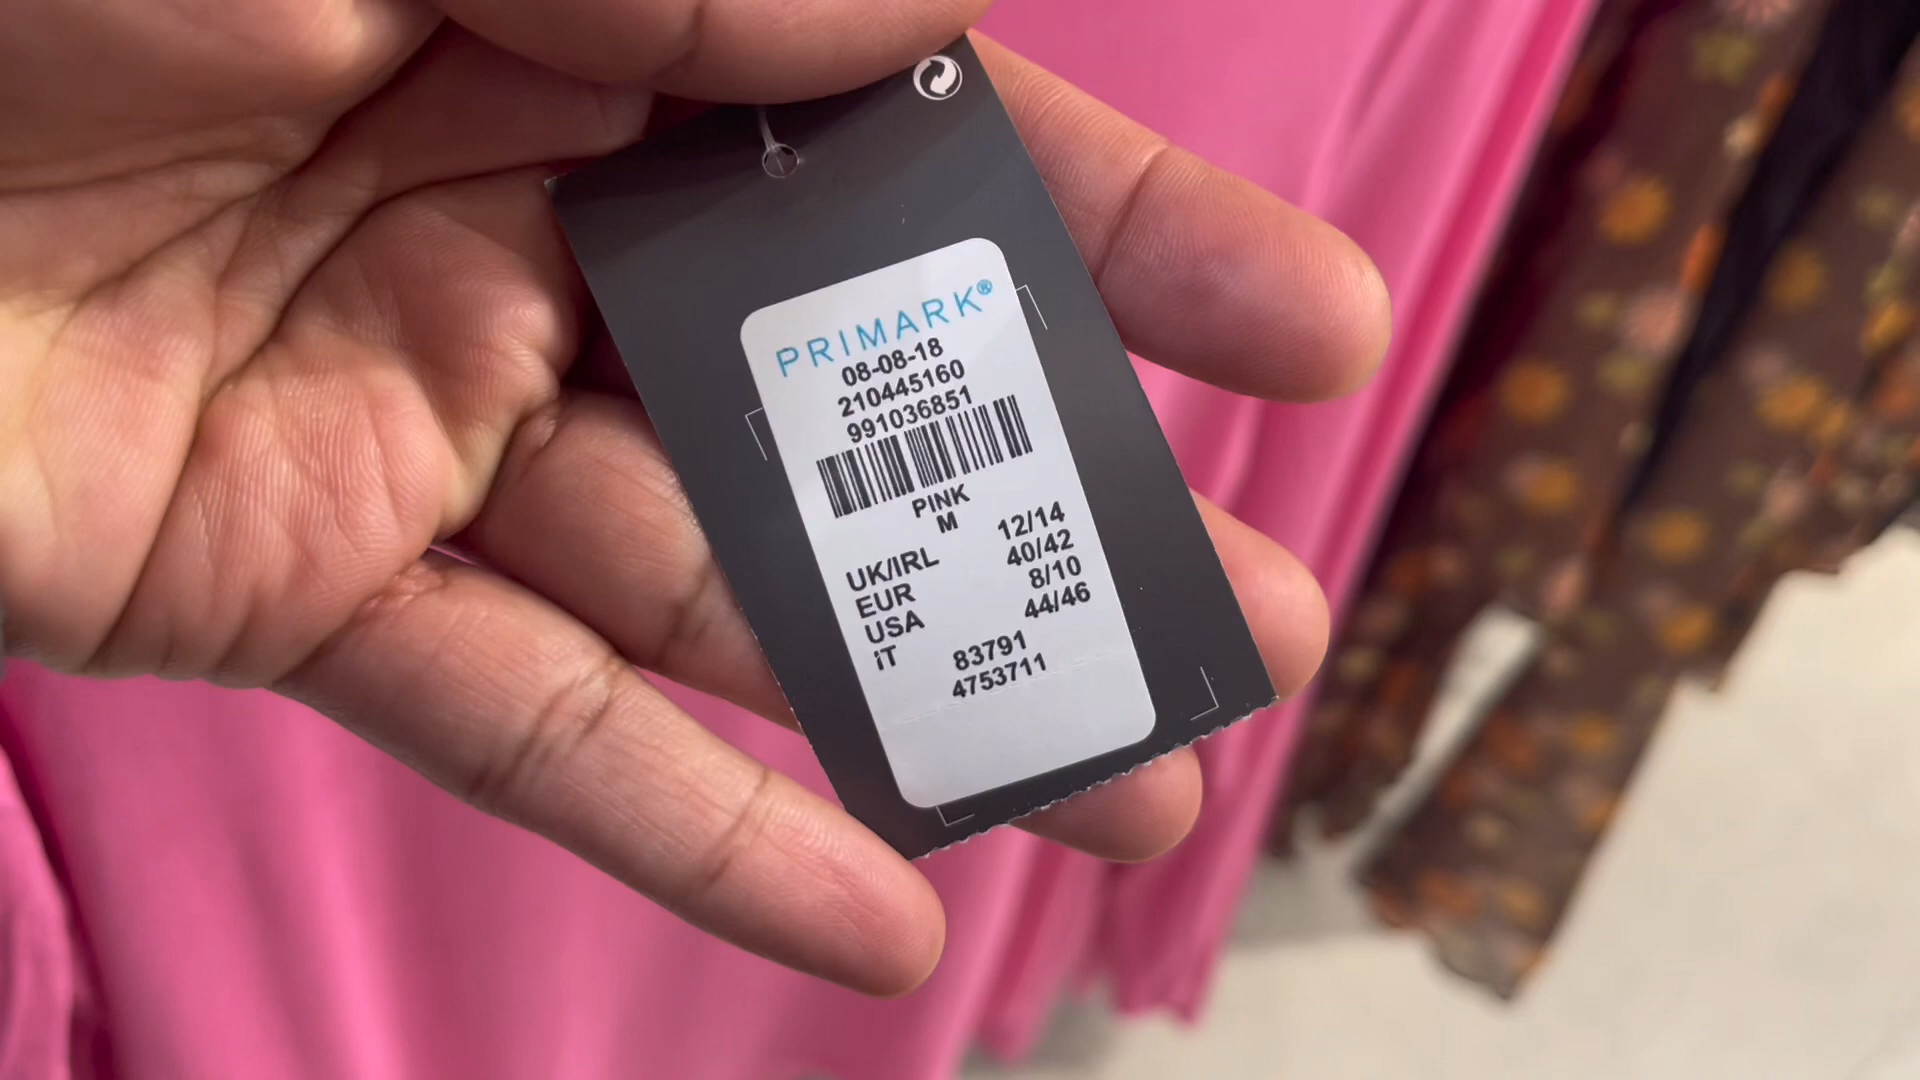 PRIMARK®
08-08-18
210445160
991036851
PINK
M
UK/IRL 12/14
EUR 40/42
USA 8/10
iT 44/46
83791
4753711